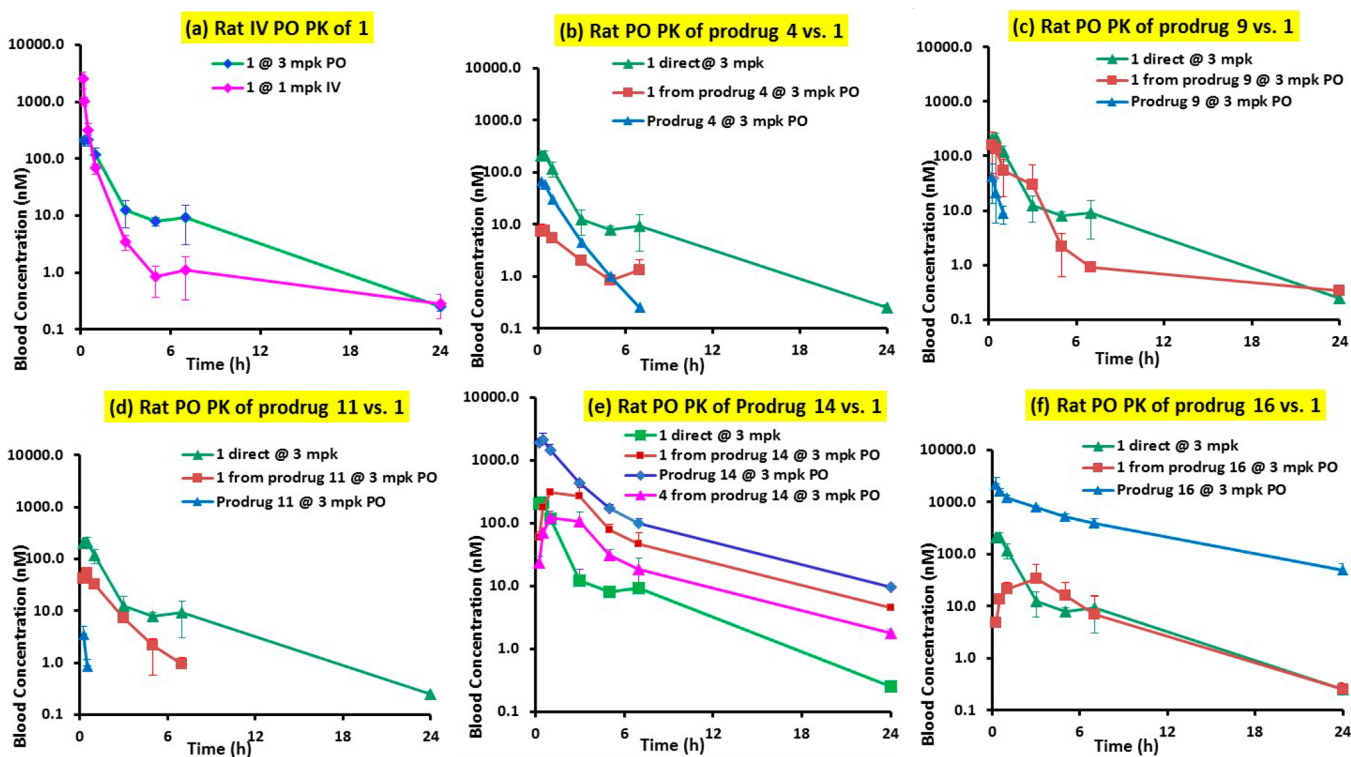 (a) Rat IV PO PK of 1
1 @ 3 mpk PO
1 @ 1 mpk IV
Blood Concentration (nM)
10000.0
1000.0
100.0
10.0
1.0
0.1
0
6
12
18
24
Time (h)
(b) Rat PO PK of prodrug 4 vs. 1
1 direct@ 3 mpk
1 from prodrug 4 @ 3 mpk PO
Prodrug 4 @ 3 mpk PO
Blood Concentration (nM)
10000.0
1000.0
100.0
10.0
1.0
0.1
0
6
12
18
24
Time (h)
(c) Rat PO PK of prodrug 9 vs. 1
1 direct @ 3 mpk
1 from prodrug 9 @ 3 mpk PO
Prodrug 9 @ 3 mpk PO
Blood Concentration (nM)
10000.0
1000.0
100.0
10.0
1.0
0.1
0
6
12
18
24
Time (h)
(d) Rat PO PK of prodrug 11 vs. 1
1 direct @ 3 mpk
1 from prodrug 11 @ 3 mpk PO
Prodrug 11 @ 3 mpk PO
Blood Concentration (nM)
10000.0
1000.0
100.0
10.0
1.0
0.1
0
6
12
18
24
Time (h)
(e) Rat PO PK of Prodrug 14 vs. 1
1 direct @ 3 mpk
1 from prodrug 14 @ 3 mpk PO
Prodrug 14 @ 3 mpk PO
4 from prodrug 14 @ 3 mpk PO
Blood Concentration (nM)
10000.0
1000.0
100.0
10.0
1.0
0.1
0
6
12
18
24
Time (h)
(f) Rat PO PK of prodrug 16 vs. 1
1 direct @ 3 mpk
1 from prodrug 16 @ 3 mpk PO
Prodrug 16 @ 3 mpk PO
Blood Concentration (nM)
10000.0
1000.0
100.0
10.0
1.0
0.1
0
6
12
18
24
Time (h)